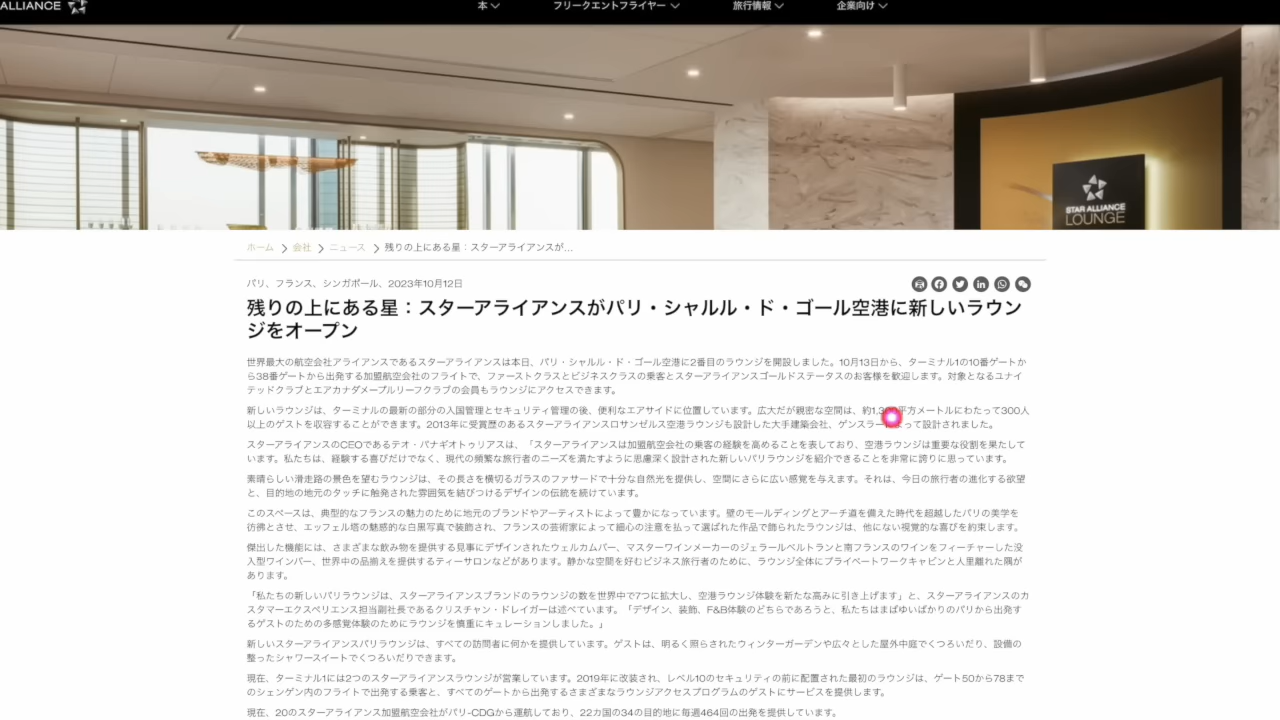 ALLIANCE
本
フリークエントフライヤー
旅行情報
企業向け
STAR ALLIANCE
LOUNGE
ホーム 会社 ニュース 残りの上にある星：スターアライアンスが...
パリ、フランス、シンガポール、2023年10月12日
残りの上にある星：スターアライアンスがパリ・シャルル・ド・ゴール空港に新しいラウン
ジをオープン
世界最大の航空会社アライアンスであるスターアライアンスは本日、パリ・シャルル・ド・ゴール空港に2番目のラウンジを開設しました。10月13日から、ターミナル1の10番ゲートか
ら38番ゲートから出発する加盟航空会社のフライトで、ファーストクラスとビジネスクラスの乗客とスターアライアンスゴールドステータスのお客様を歓迎します。対象となるユナイ
テッドクラブとエアカナダメープルリーフクラブの会員もラウンジにアクセスできます。
新しいラウンジは、ターミナルの最新の部分の入国管理とセキュリティ管理の後、便利なエアサイドに位置しています。広大だが親密な空間は、約1,300平方メートルにわたって300人
以上のゲストを収容することができます。2013年に受賞歴のあるスターアライアンスロサンゼルス空港ラウンジも設計した大手建築会社、ゲンスラーによって設計されました。
スターアライアンスのCEOであるテオ・パナギオトゥリアスは、「スターアライアンスは加盟航空会社の乗客の経験を高めることを表しており、空港ラウンジは重要な役割を果たして
います。私たちは、経験する喜びだけでなく、現代の頻繁な旅行者のニーズを満たすように思慮深く設計された新しいパリラウンジを紹介できることを非常に誇りに思っています。
素晴らしい滑走路の景色を望むラウンジは、その長さを横切るガラスのファサードで十分な自然光を提供し、空間にさらに広い感覚を与えます。それは、今日の旅行者の進化する欲望
と、目的地の地元のタッチに触発された雰囲気を結びつけるデザインの伝統を続けています。
このスペースは、典型的なフランスの魅力のために地元のブランドやアーティストによって豊かになっています。壁のモールディングとアーチ道を備えた時代を超越したパリの美学を
彷彿とさせ、エッフェル塔の魅惑的な白黒写真で装飾され、フランスの芸術家によって細心の注意を払って選ばれた作品で飾られたラウンジは、他にない視覚的な喜びを約束します。
傑出した機能には、さまざまな飲み物を提供する見事にデザインされたウェルカムバー、マスターワインメーカーのジェラールベルトランと南フランスのワインをフィーチャーした没
入型ワインバー、世界中の品揃えを提供するティーサロンなどがあります。静かな空間を好むビジネス旅行者のために、ラウンジ全体にプライベートワークキャビンと人里離れた隅が
あります。
「私たちの新しいパリラウンジは、スターアライアンスブランドのラウンジの数を世界中で7つに拡大し、空港ラウンジ体験を新たな高みに引き上げます」と、スターアライアンスのカ
スタマーエクスペリエンス担当副社長であるクリスチャン・ドレイガーは述べています。「デザイン、装飾、F&B体験のどちらであろうと、私たちはまばゆいばかりのパリから出発す
るゲストのための多感覚体験のためにラウンジを慎重にキュレーションしました。」
新しいスターアライアンスパリラウンジは、すべての訪問者に何かを提供しています。ゲストは、明るく照らされたウィンターガーデンや広々とした屋外中庭でくつろいだり、設備の
整ったシャワースイートでくつろいだりできます。
現在、ターミナル1には2つのスターアライアンスラウンジが営業しています。2019年に改装され、レベル10のセキュリティの前に配置された最初のラウンジは、ゲート50から78まで
のシェンゲン内のフライトで出発する乗客と、すべてのゲートから出発するさまざまなラウンジアクセスプログラムのゲストにサービスを提供します。
現在、20のスターアライアンス加盟航空会社がパリ-CDGから運航しており、22カ国の34の目的地に毎週464回の出発を提供しています。